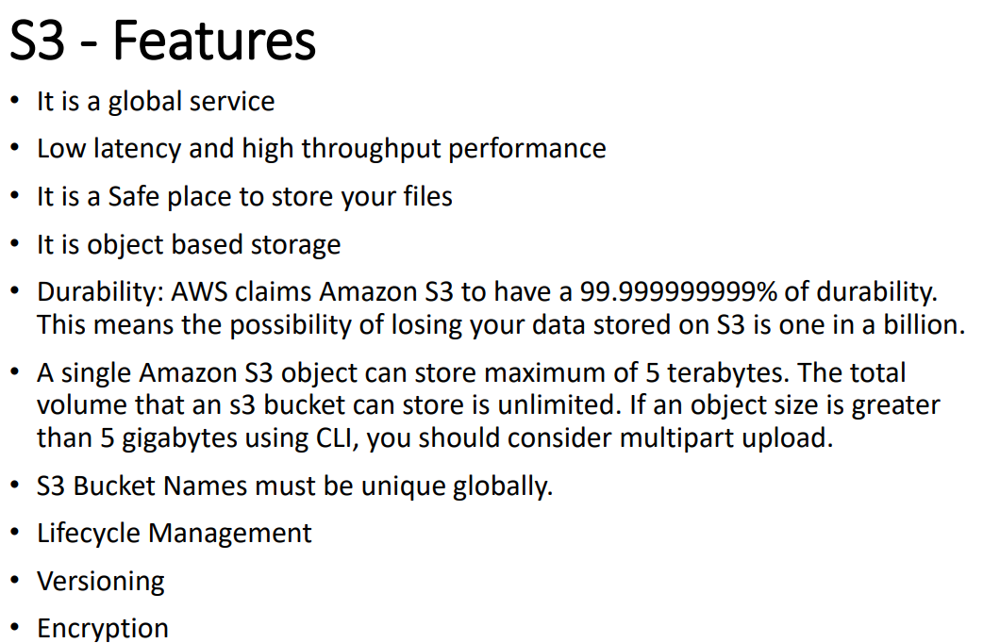 S3 - Features
• It is a global service
• Low latency and high throughput performance
• It is a Safe place to store your files
• It is object based storage
• Durability: AWS claims Amazon S3 to have a 99.999999999% of durability.
This means the possibility of losing your data stored on S3 is one in a billion.
• A single Amazon S3 object can store maximum of 5 terabytes. The total
volume that an s3 bucket can store is unlimited. If an object size is greater
than 5 gigabytes using CLI, you should consider multipart upload.
• S3 Bucket Names must be unique globally.
• Lifecycle Management
• Versioning
• Encryption